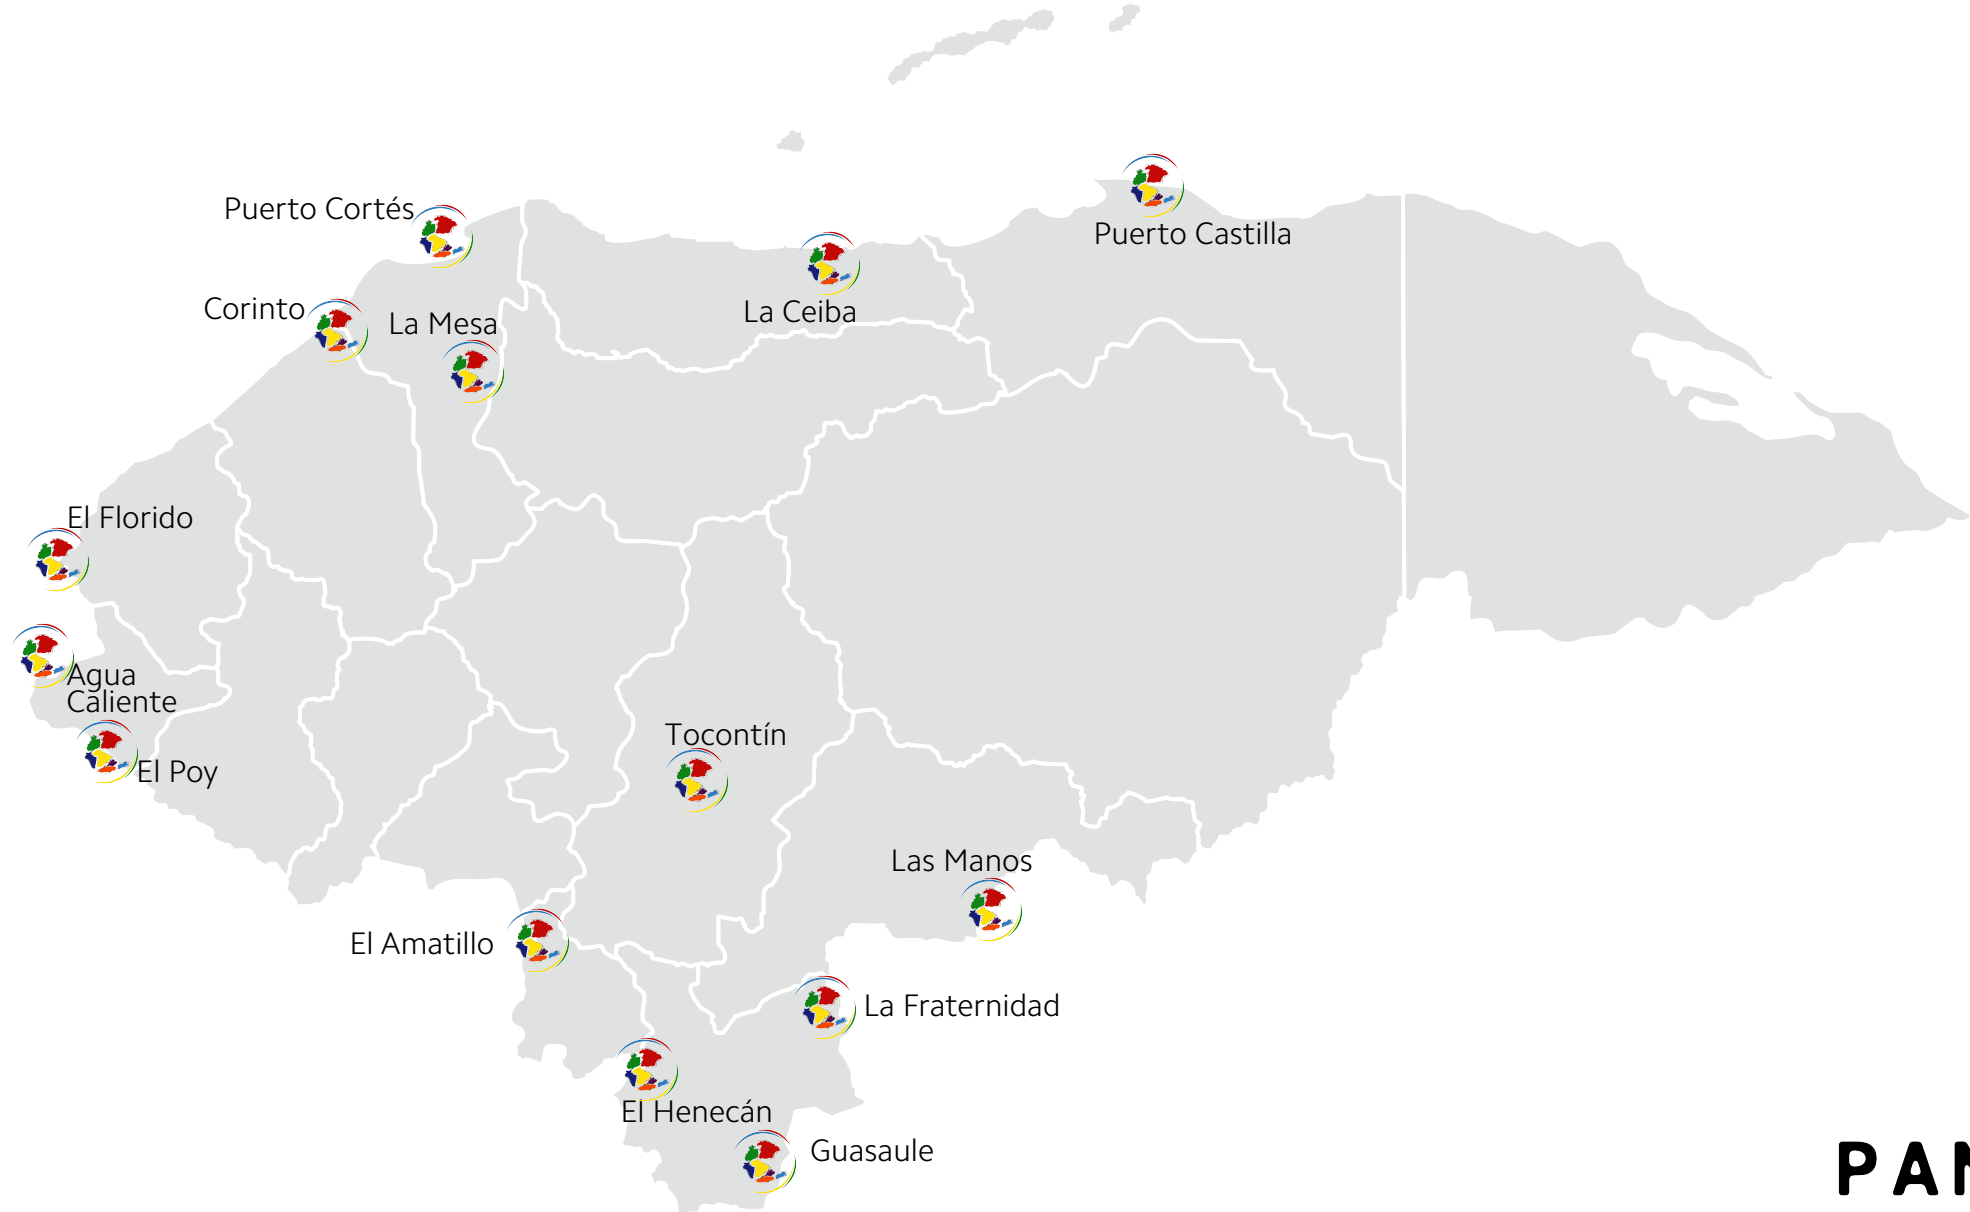 Puerto Cortés
Puerto Castilla
Corinto
La Mesa
La Ceiba
El Florido
Agua
Caliente
Tocontín
El Poy
Las Manos
El Amatillo
La Fraternidad
El Henecán
Guasaule
PAN